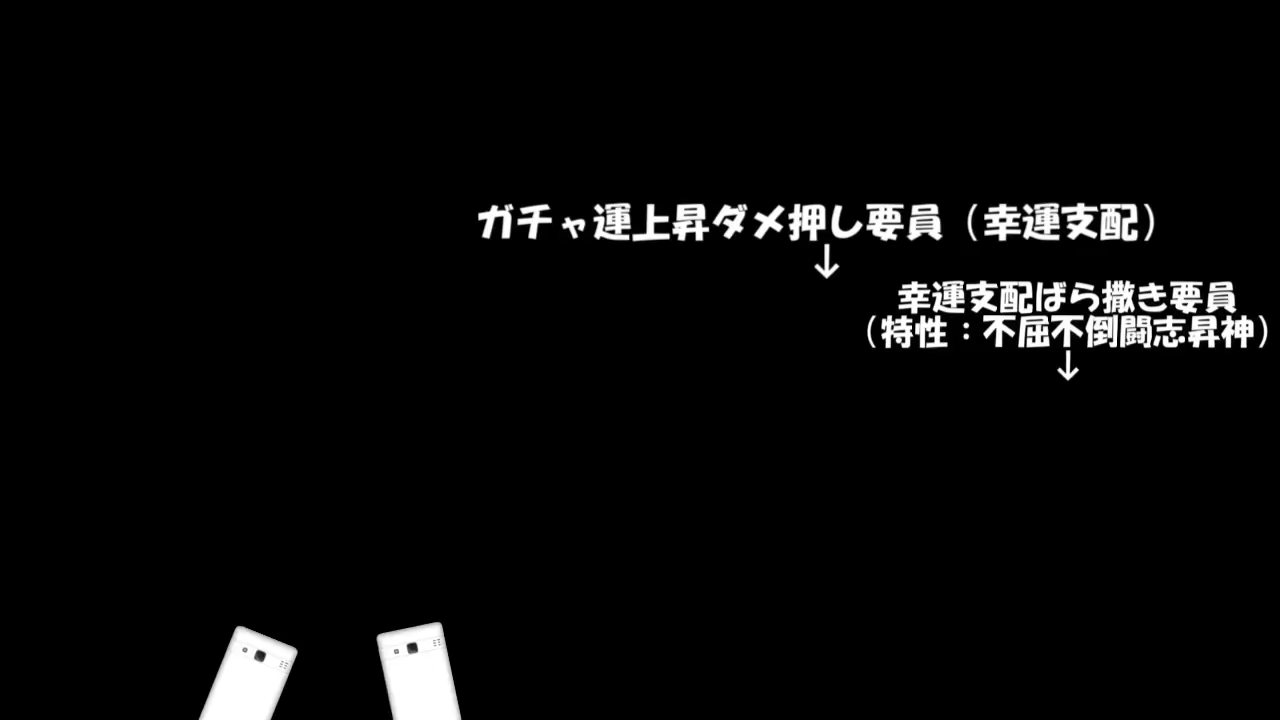 ガチャ運上昇ダメ押し要員（幸運支配）
↓
幸運支配ばら撒き要員
（特性：不屈不倒闘志昇神）
↓